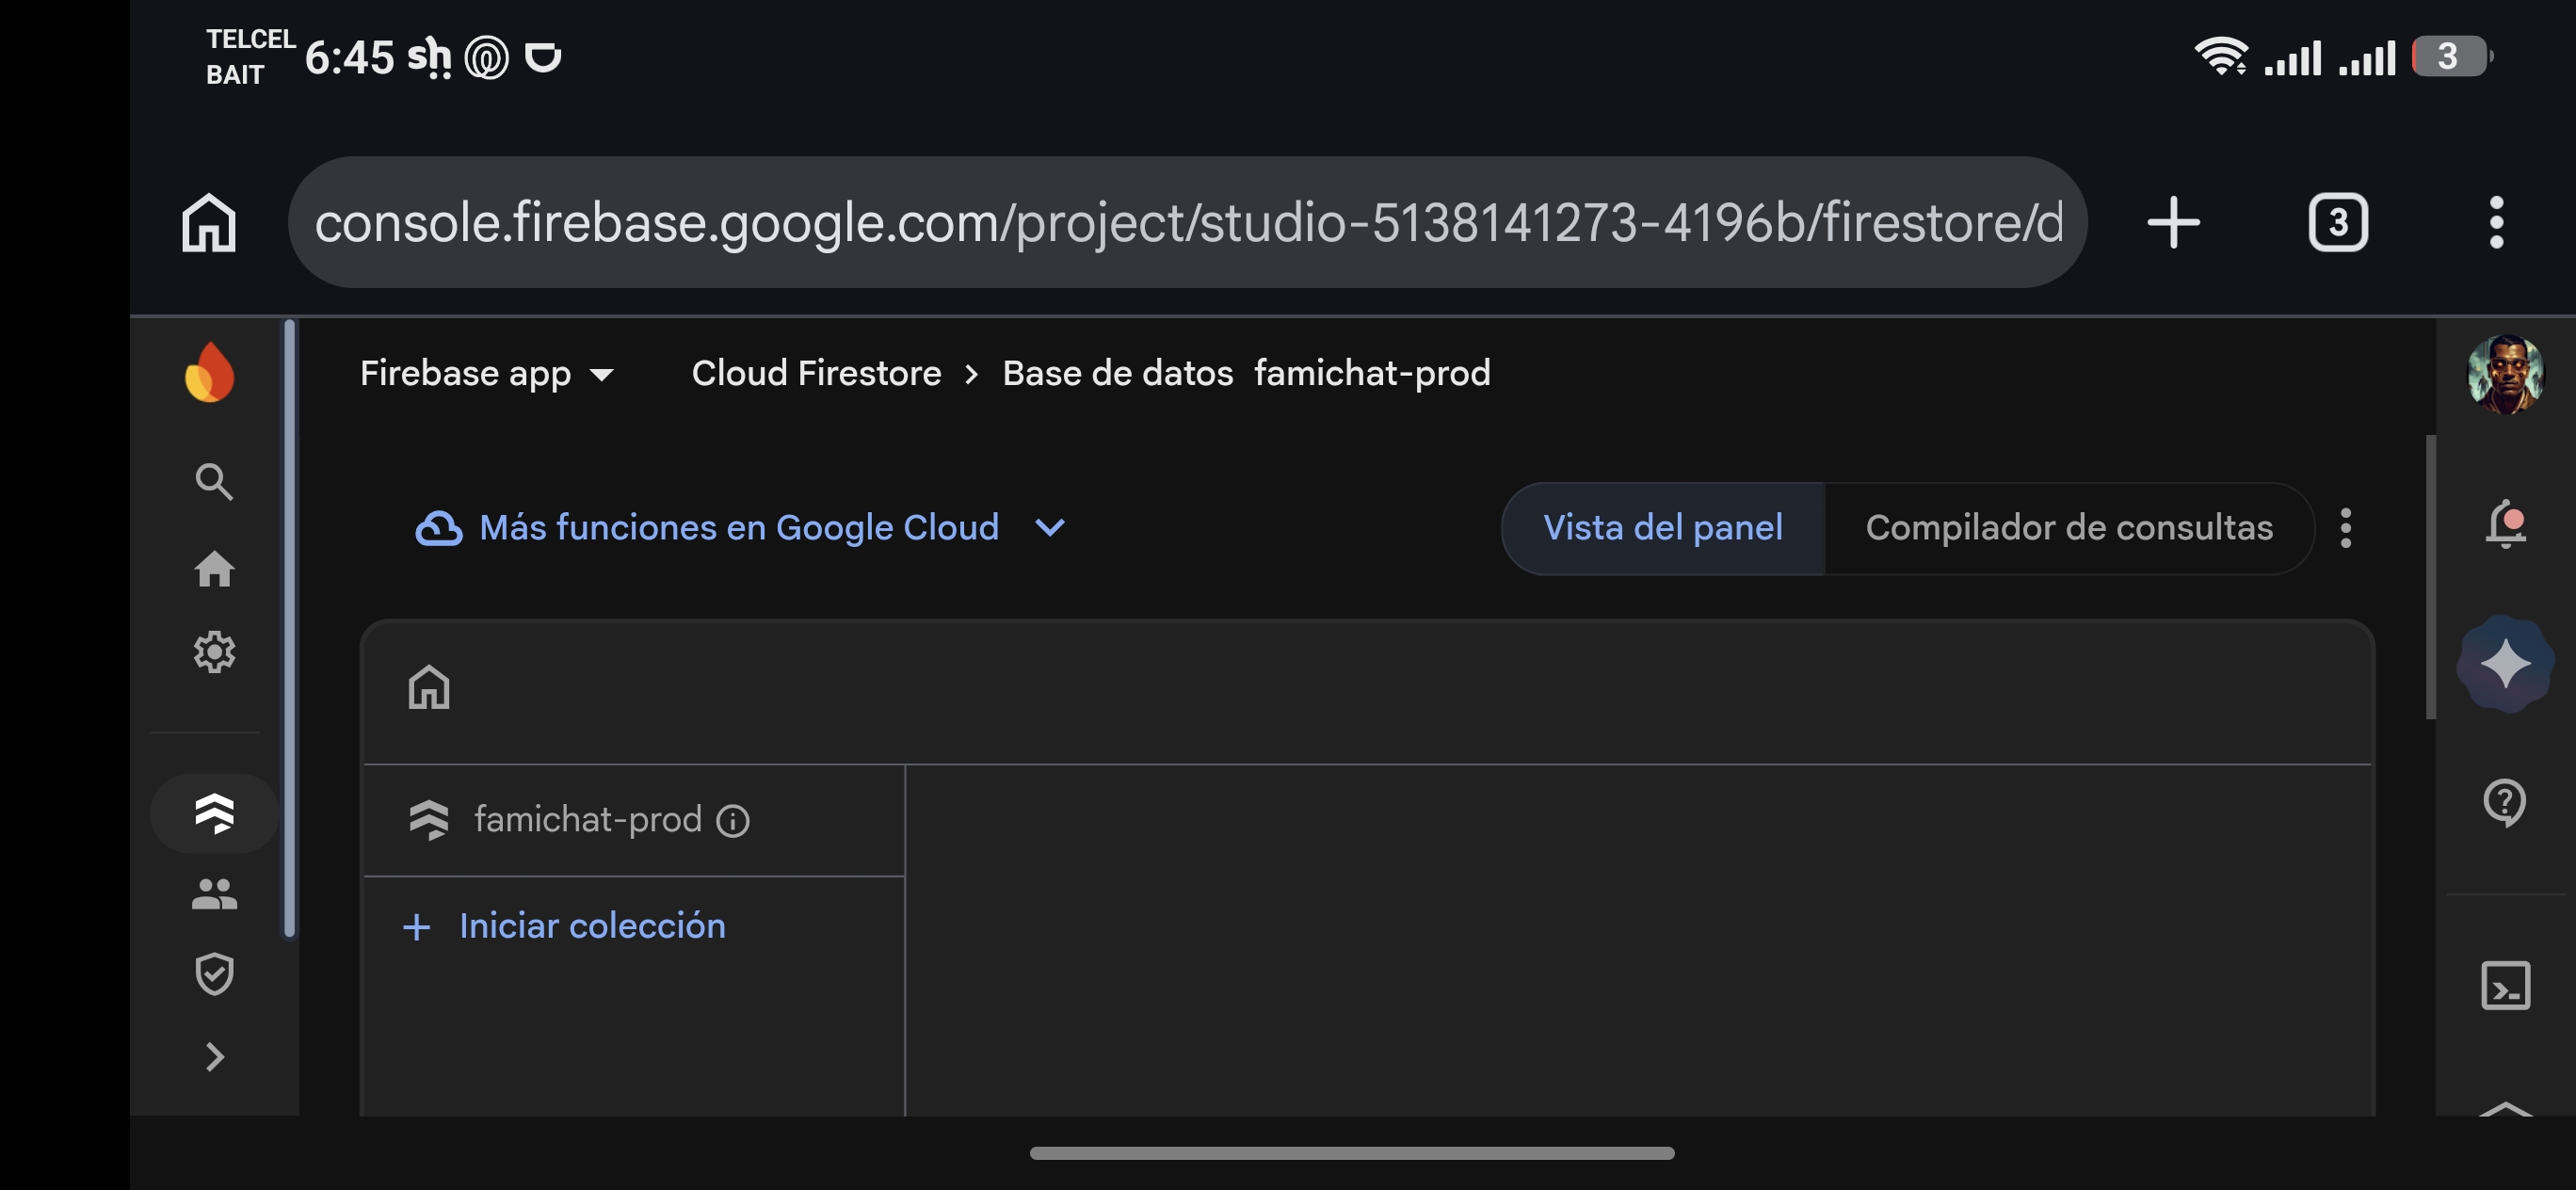 TELCEL
BAIT
6:45
3
console.firebase.google.com/project/studio-5138141273-4196b/firestore/d
3
Firebase app
Cloud Firestore > Base de datos famichat-prod
Más funciones en Google Cloud
Vista del panel
Compilador de consultas
famichat-prod
+ Iniciar colección